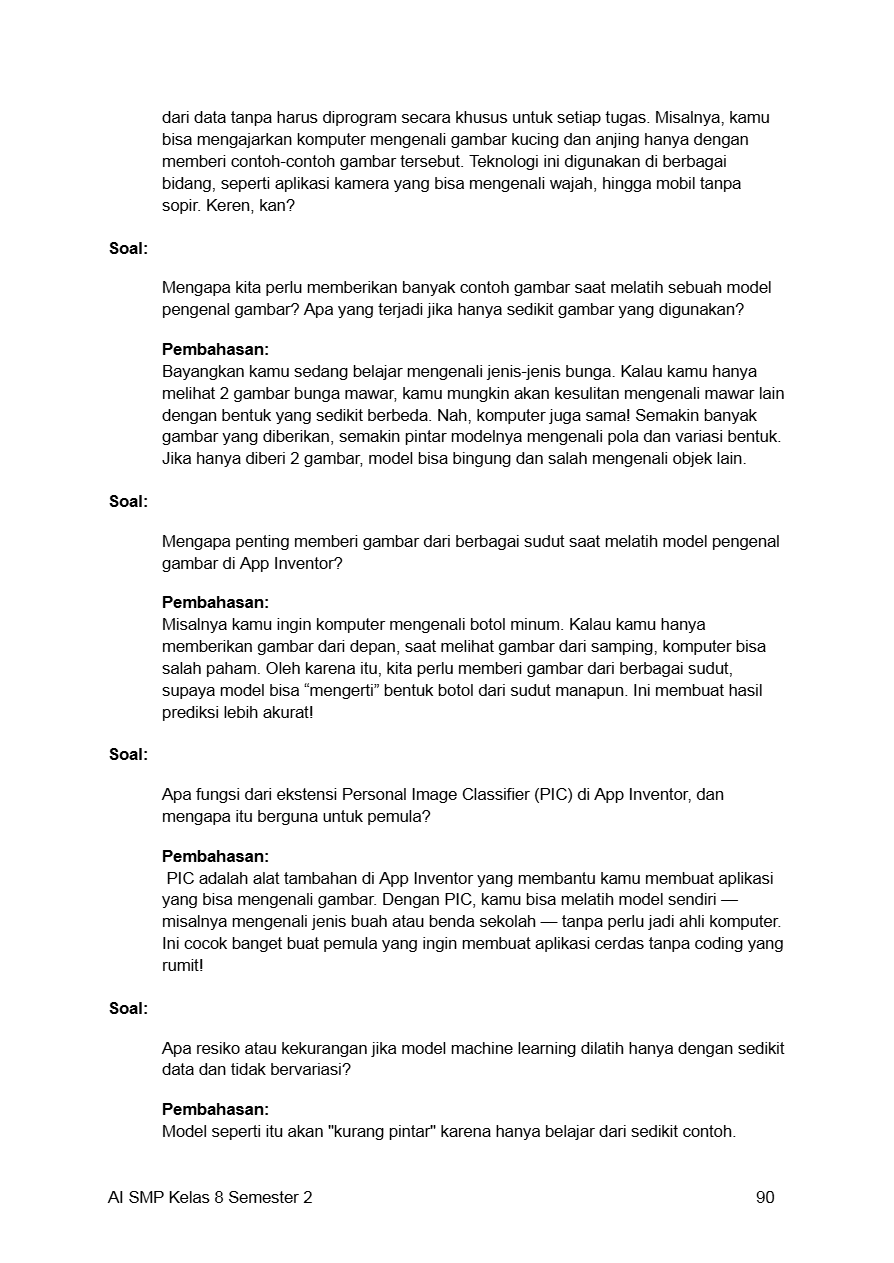 dari data tanpa harus diprogram secara khusus untuk setiap tugas. Misalnya, kamu
bisa mengajarkan komputer mengenali gambar kucing dan anjing hanya dengan
memberi contoh-contoh gambar tersebut. Teknologi ini digunakan di berbagai
bidang, seperti aplikasi kamera yang bisa mengenali wajah, hingga mobil tanpa
sopir. Keren, kan?
Soal:
Mengapa kita perlu memberikan banyak contoh gambar saat melatih sebuah model
pengenal gambar? Apa yang terjadi jika hanya sedikit gambar yang digunakan?
Pembahasan:
Bayangkan kamu sedang belajar mengenali jenis-jenis bunga. Kalau kamu hanya
melihat 2 gambar bunga mawar, kamu mungkin akan kesulitan mengenali mawar lain
dengan bentuk yang sedikit berbeda. Nah, komputer juga sama! Semakin banyak
gambar yang diberikan, semakin pintar modelnya mengenali pola dan variasi bentuk.
Jika hanya diberi 2 gambar, model bisa bingung dan salah mengenali objek lain.
Soal:
Mengapa penting memberi gambar dari berbagai sudut saat melatih model pengenal
gambar di App Inventor?
Pembahasan:
Misalnya kamu ingin komputer mengenali botol minum. Kalau kamu hanya
memberikan gambar dari depan, saat melihat gambar dari samping, komputer bisa
salah paham. Oleh karena itu, kita perlu memberi gambar dari berbagai sudut,
supaya model bisa “mengerti” bentuk botol dari sudut manapun. Ini membuat hasil
prediksi lebih akurat!
Soal:
Apa fungsi dari ekstensi Personal Image Classifier (PIC) di App Inventor, dan
mengapa itu berguna untuk pemula?
Pembahasan:
PIC adalah alat tambahan di App Inventor yang membantu kamu membuat aplikasi
yang bisa mengenali gambar. Dengan PIC, kamu bisa melatih model sendiri —
misalnya mengenali jenis buah atau benda sekolah — tanpa perlu jadi ahli komputer.
Ini cocok banget buat pemula yang ingin membuat aplikasi cerdas tanpa coding yang
rumit!
Soal:
Apa resiko atau kekurangan jika model machine learning dilatih hanya dengan sedikit
data dan tidak bervariasi?
Pembahasan:
Model seperti itu akan "kurang pintar" karena hanya belajar dari sedikit contoh.
AI SMP Kelas 8 Semester 2 90